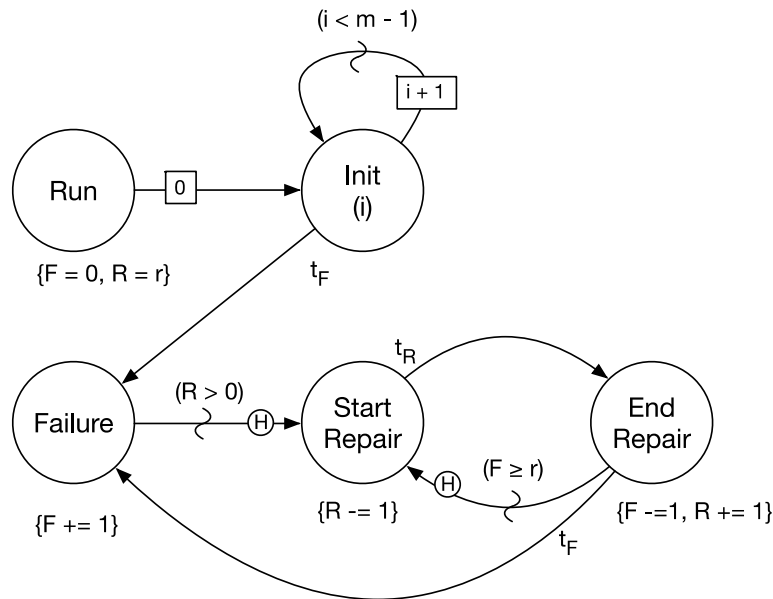 (i < m - 1)
i + 1
Run
0
Init
(i)
t_F
{F = 0, R = r}
t_R
(R > 0)
Failure
H
Start
Repair
End
Repair
(F ≥ r)
H
{F += 1}
{R -= 1}
{F -=1, R += 1}
t_F